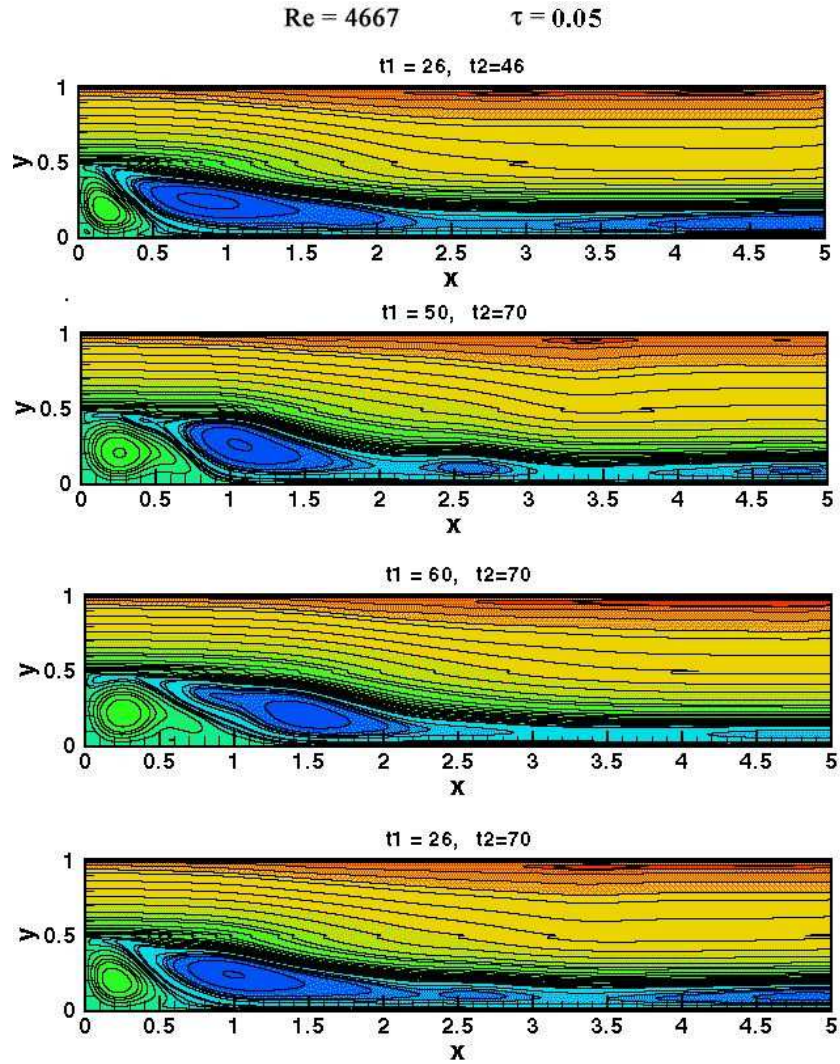 Re = 4667 τ = 0.05
t1 = 26, t2=46
1
y 0.5
0
0 0.5 1 1.5 2 2.5 3 3.5 4 4.5 5
x
t1 = 50, t2=70
1
y 0.5
0
0 0.5 1 1.5 2 2.5 3 3.5 4 4.5 5
x
t1 = 60, t2=70
1
y 0.5
0
0 0.5 1 1.5 2 2.5 3 3.5 4 4.5 5
x
t1 = 26, t2=70
1
y 0.5
0
0 0.5 1 1.5 2 2.5 3 3.5 4 4.5 5
x